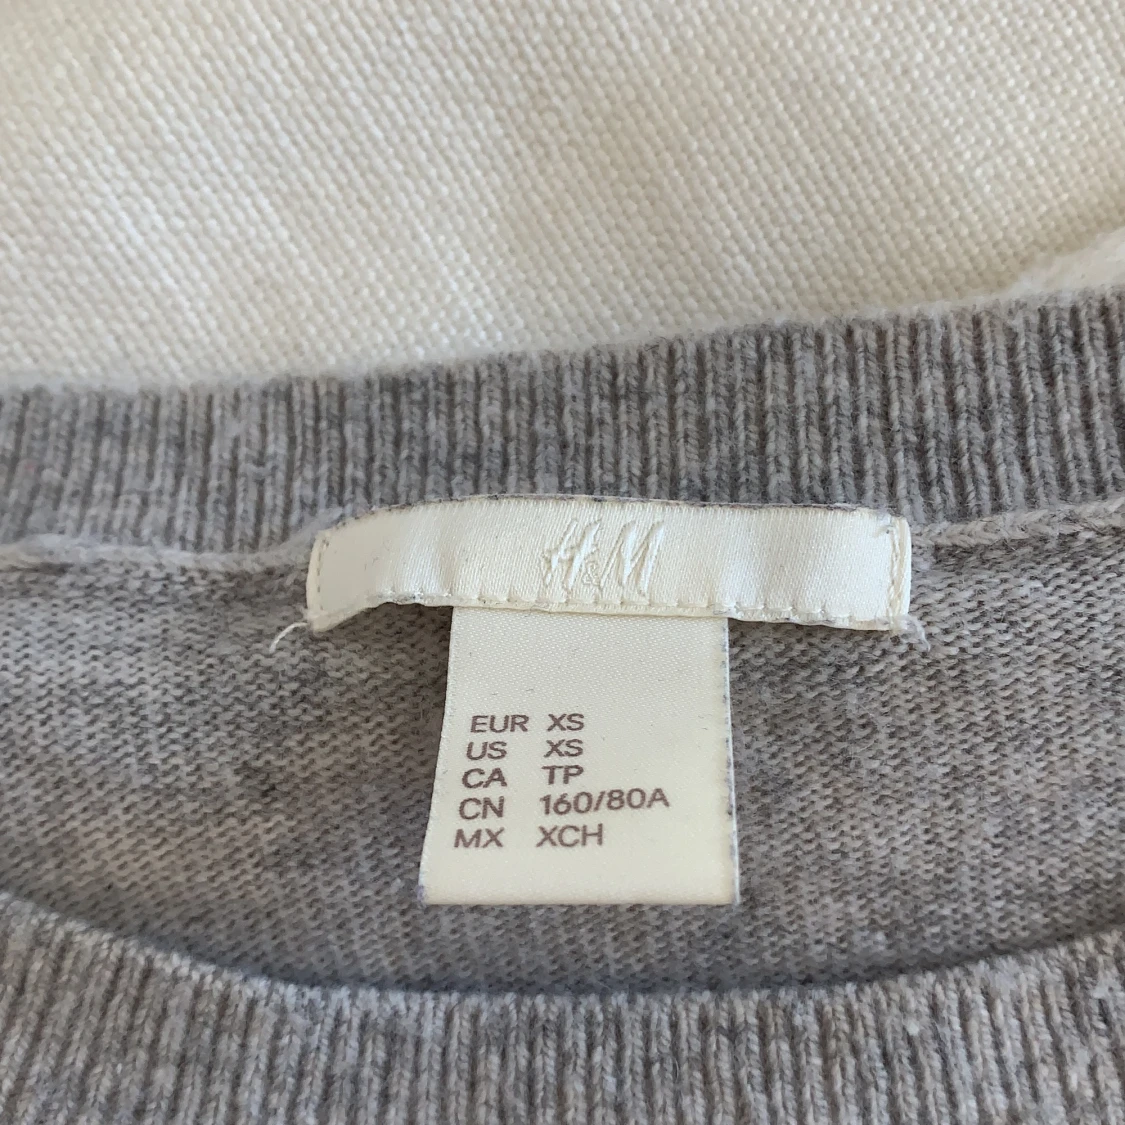 H&M
EUR XS
US XS
CA TP
CN 160/80A
MX XCH